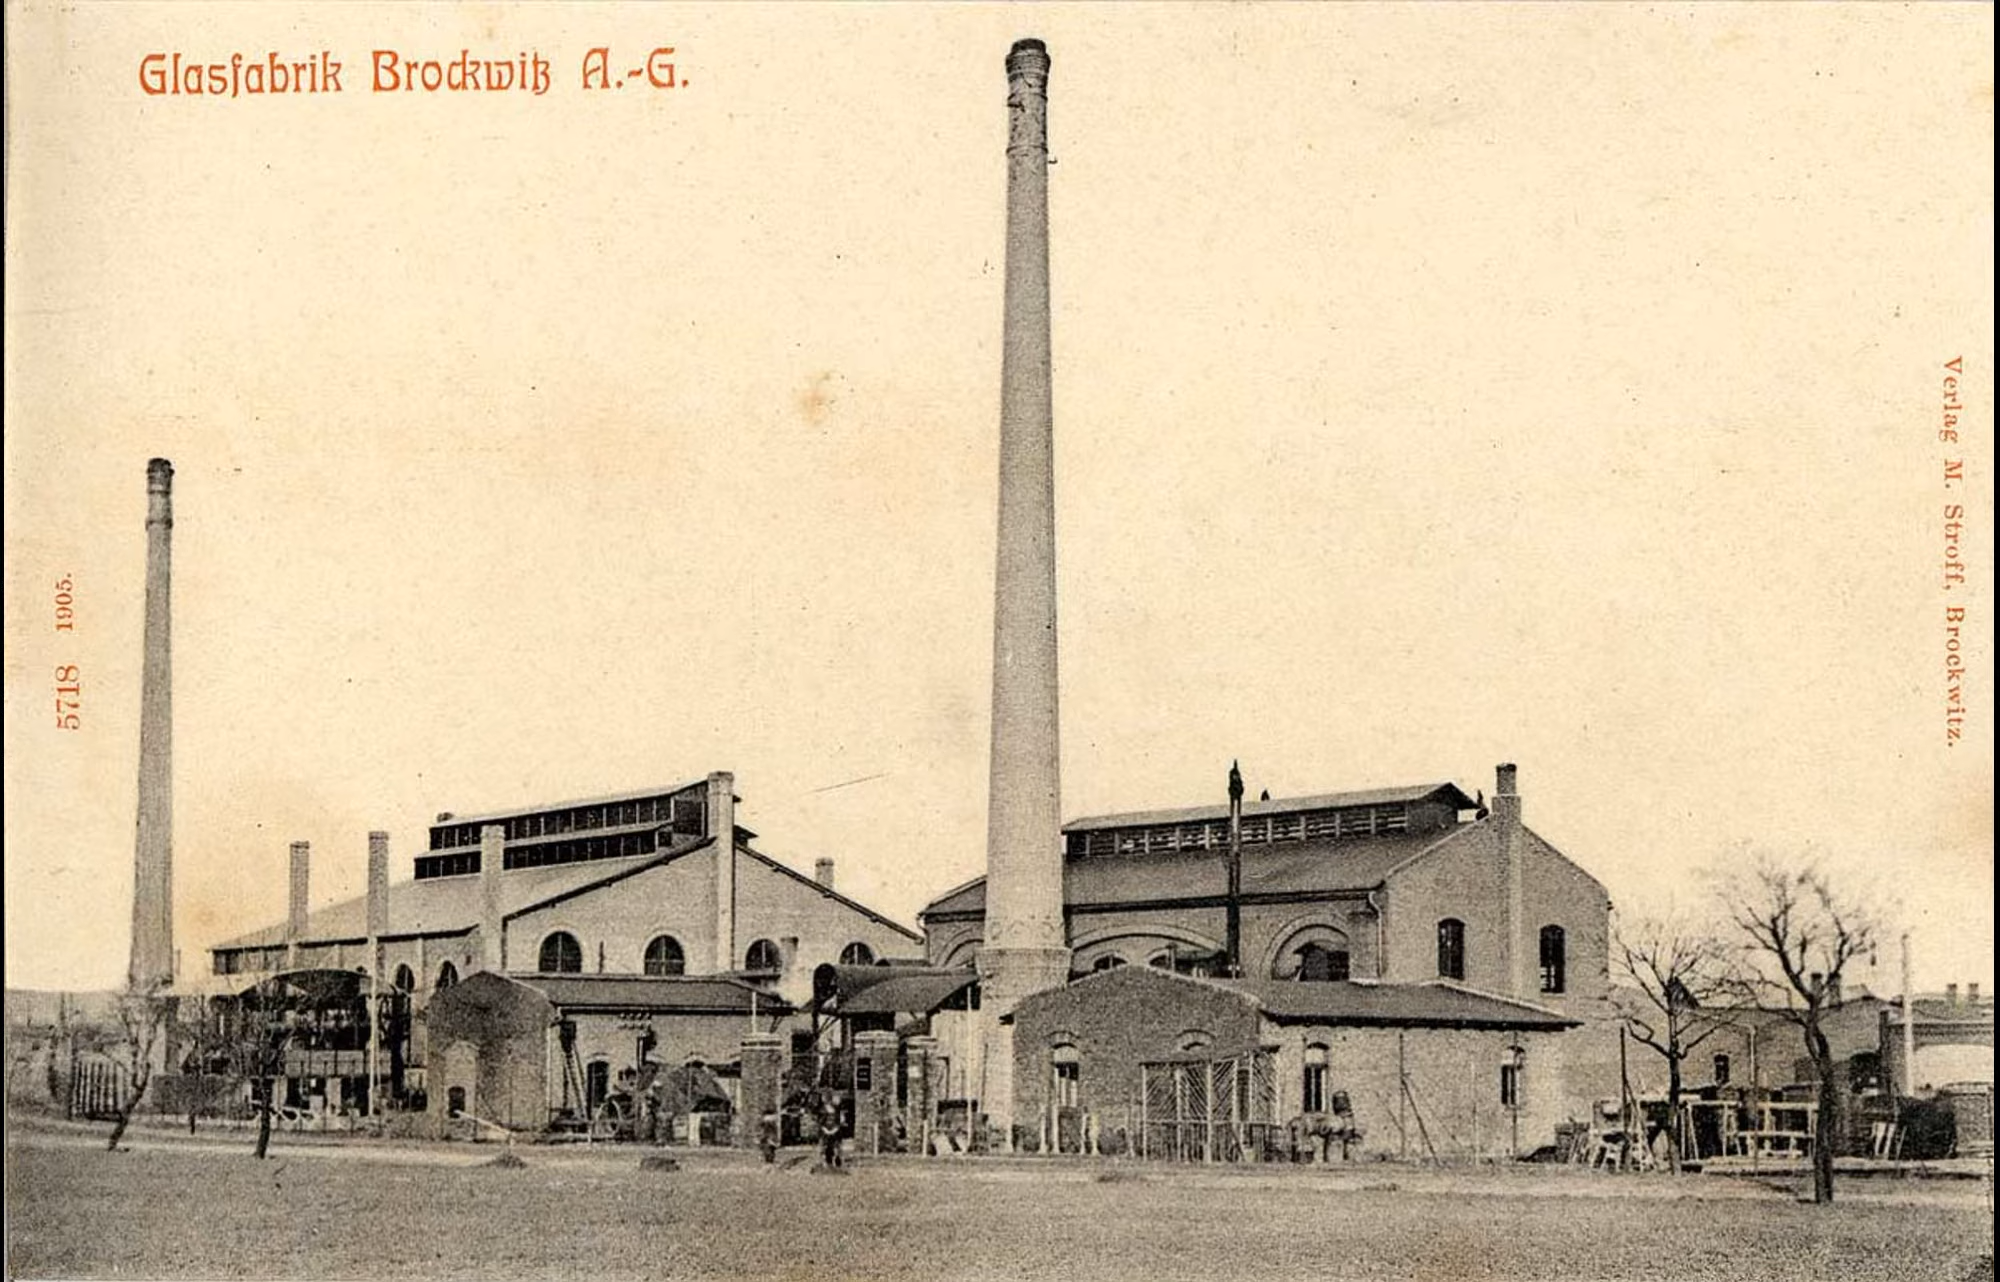 Glasfabrik Brockwitz A.-G.
5718 1905.
Verlag M. Stroff, Brockwitz.